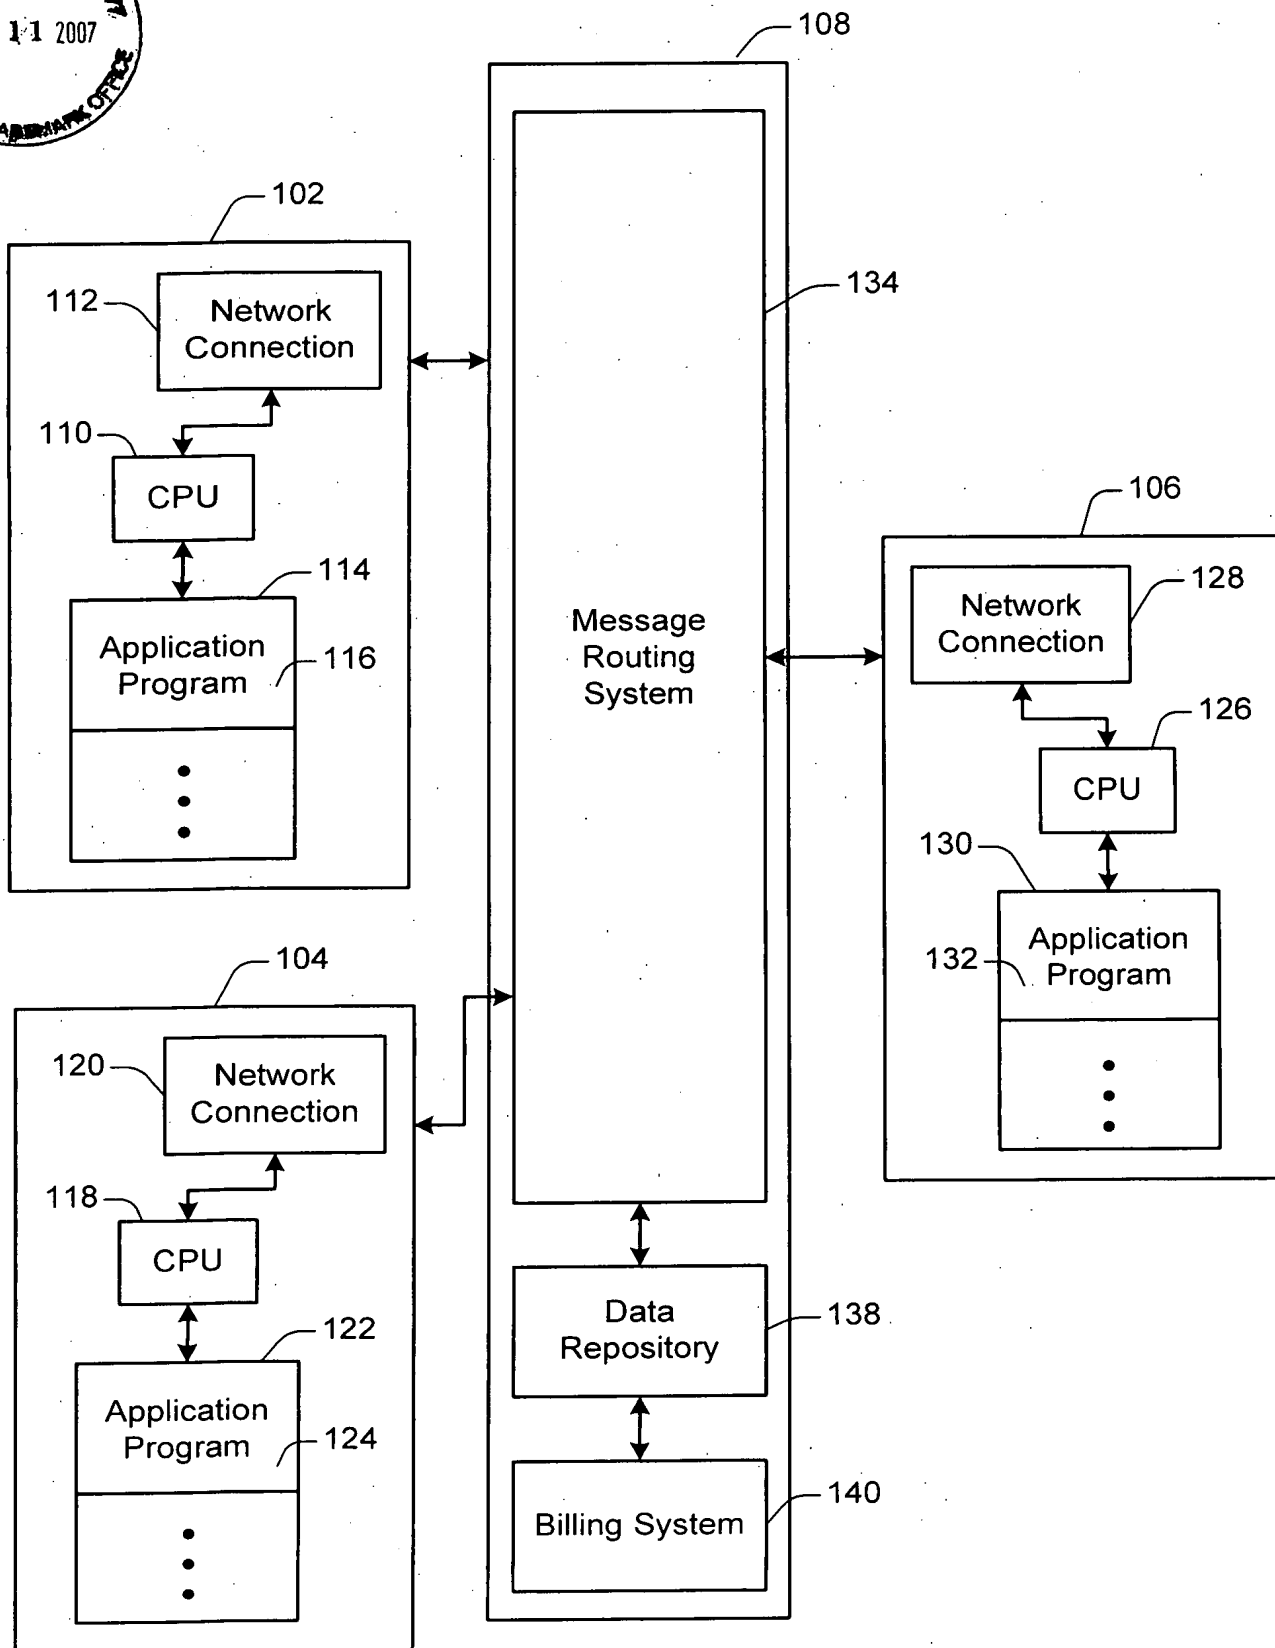 11 2007
OFFICE
108
102
134
112
Network
Connection
110
CPU
114
Application
Program
116
Message
Routing
System
106
128
Network
Connection
126
CPU
130
Application
Program
132
104
120
Network
Connection
118
CPU
122
Application
Program
124
Data
Repository
138
Billing System
140